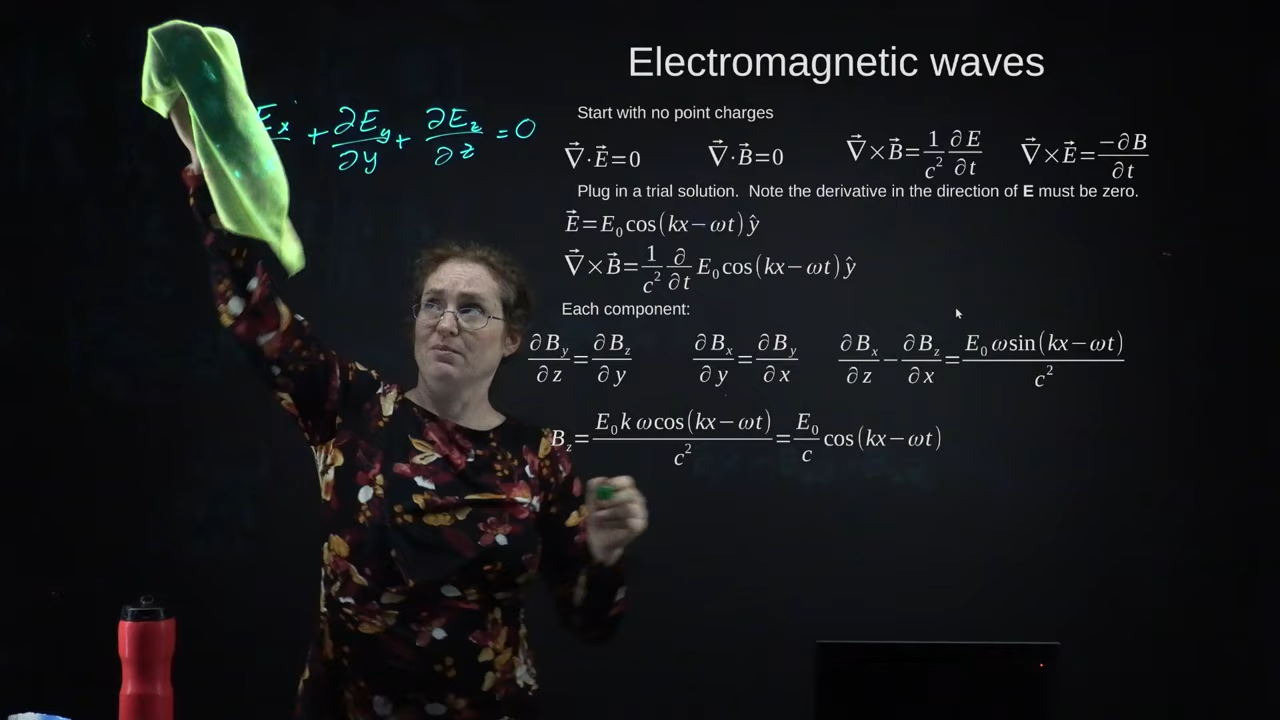 Electromagnetic waves
Eₓ + ∂E_y/∂y + ∂E_z/∂z = 0
Start with no point charges
∇⃗·E⃗=0 ∇⃗·B⃗=0 ∇⃗×B⃗=1/c² ∂E/∂t ∇⃗×E⃗=−∂B/∂t
Plug in a trial solution. Note the derivative in the direction of E must be zero.
E⃗=E₀cos(kx−ωt)ŷ
∇⃗×B⃗=1/c² ∂/∂t E₀cos(kx−ωt)ŷ
Each component:
∂B_y/∂z=∂B_z/∂y ∂B_x/∂y=∂B_y/∂x ∂B_x/∂z−∂B_z/∂x=E₀ωsin(kx−ωt)/c²
B_z=E₀kωcos(kx−ωt)/c²=E₀/c cos(kx−ωt)